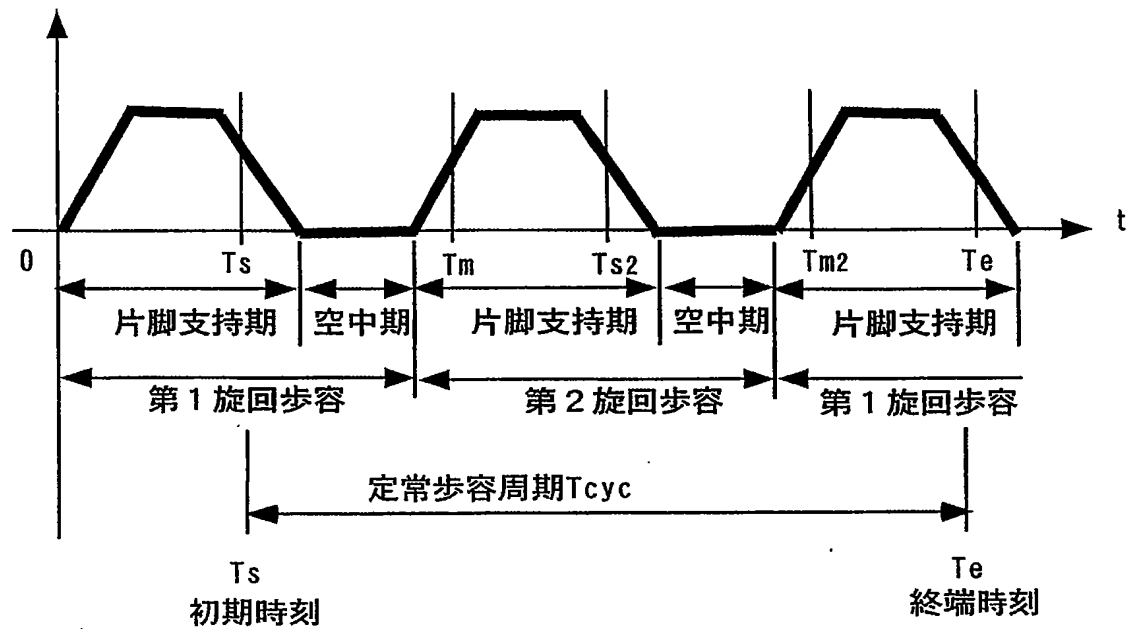 t
0
Ts
Tm
Ts2
Tm2
Te
片脚支持期
空中期
片脚支持期
空中期
片脚支持期
第1旋回歩容
第2旋回歩容
第1旋回歩容
定常歩容周期Tcyc
Ts
初期時刻
Te
終端時刻